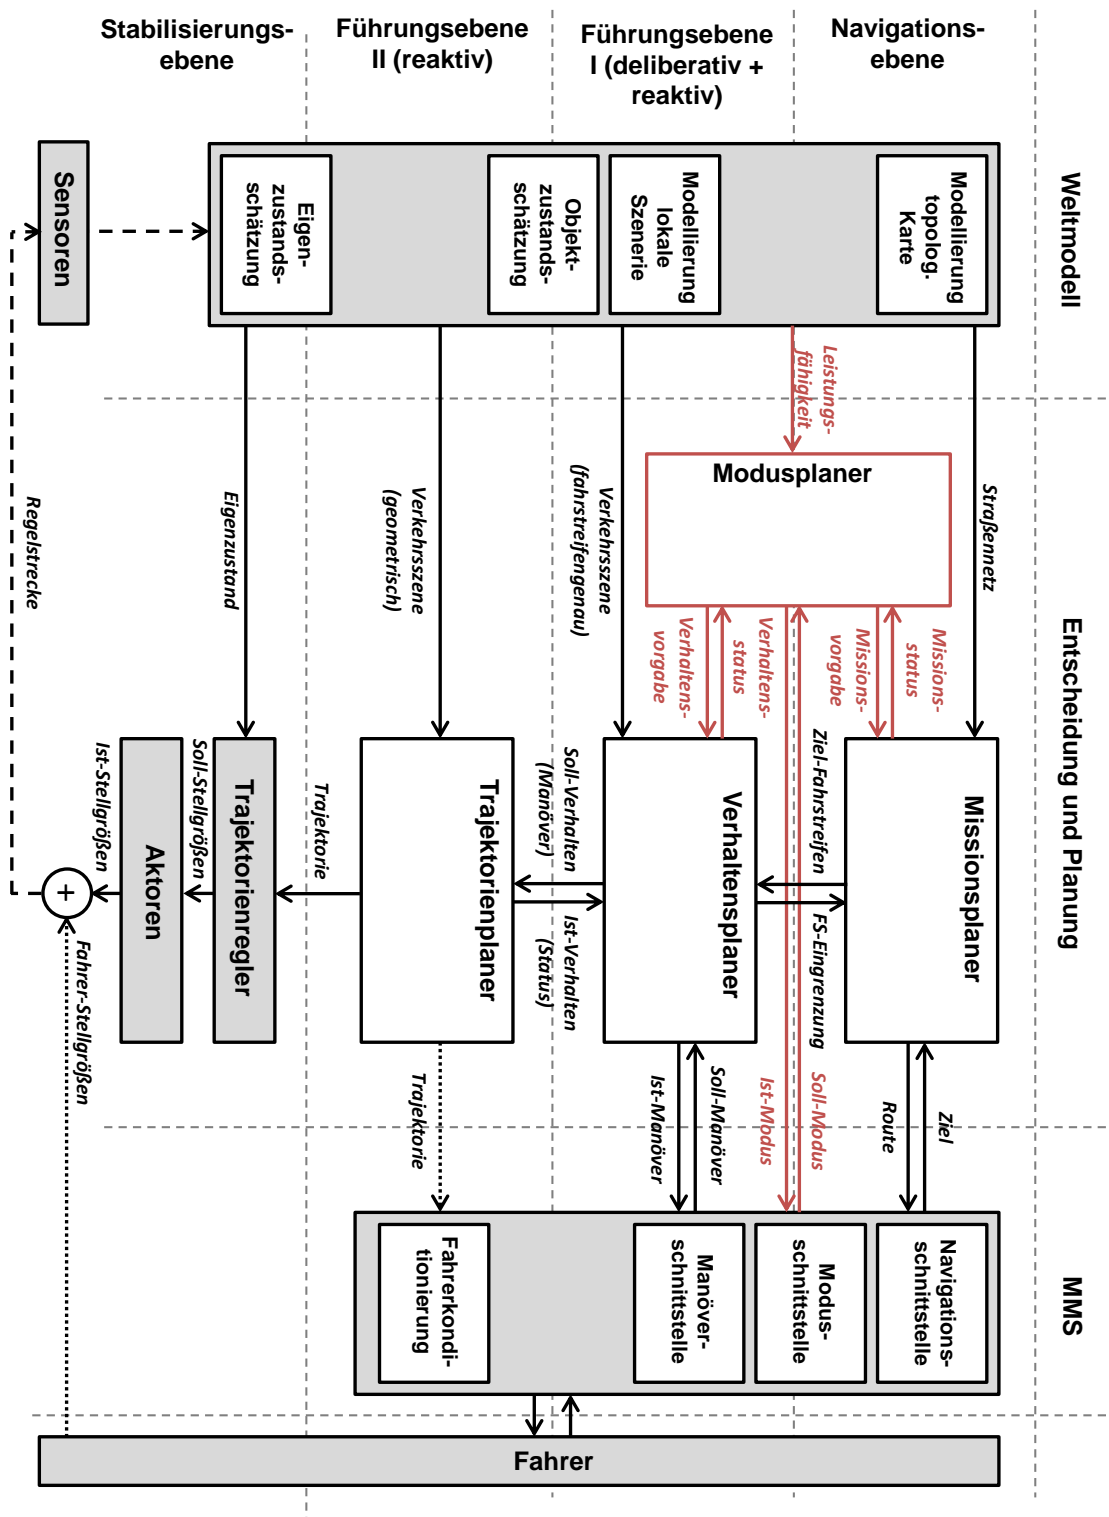 Stabilisierungs-
ebene
Führungsebene
II (reaktiv)
Führungsebene
I (deliberativ +
reaktiv)
Navigations-
ebene
Weltmodell
Entscheidung und Planung
MMS
Sensoren
Eigen-
zustands-
schätzung
Objekt-
zustands-
schätzung
Modellierung
lokale
Szenerie
Modellierung
topolog.
Karte
Leistungs-
fähigkeit
Modusplaner
Regelstrecke
Eigenzustand
Verkehrsszene
(geometrisch)
Verkehrsszene
(fahrstreifengenau)
Straßennetz
Verhaltens-
vorgabe
Verhaltens-
status
Missions-
vorgabe
Missions-
status
Ist-Stellgrößen
Aktoren
Soll-Stellgrößen
Trajektorienregler
Trajektorie
Trajektorienplaner
Soll-Verhalten
(Manöver)
Ist-Verhalten
(Status)
Verhaltensplaner
Ziel-Fahrstreifen
FS-Eingrenzung
Missionsplaner
+
Fahrer-Stellgrößen
Trajektorie
Ist-Manöver
Soll-Manöver
Ist-Modus
Soll-Modus
Route
Ziel
Fahrerkondi-
tionierung
Manöver-
schnittstelle
Modus-
schnittstelle
Navigations-
schnittstelle
Fahrer